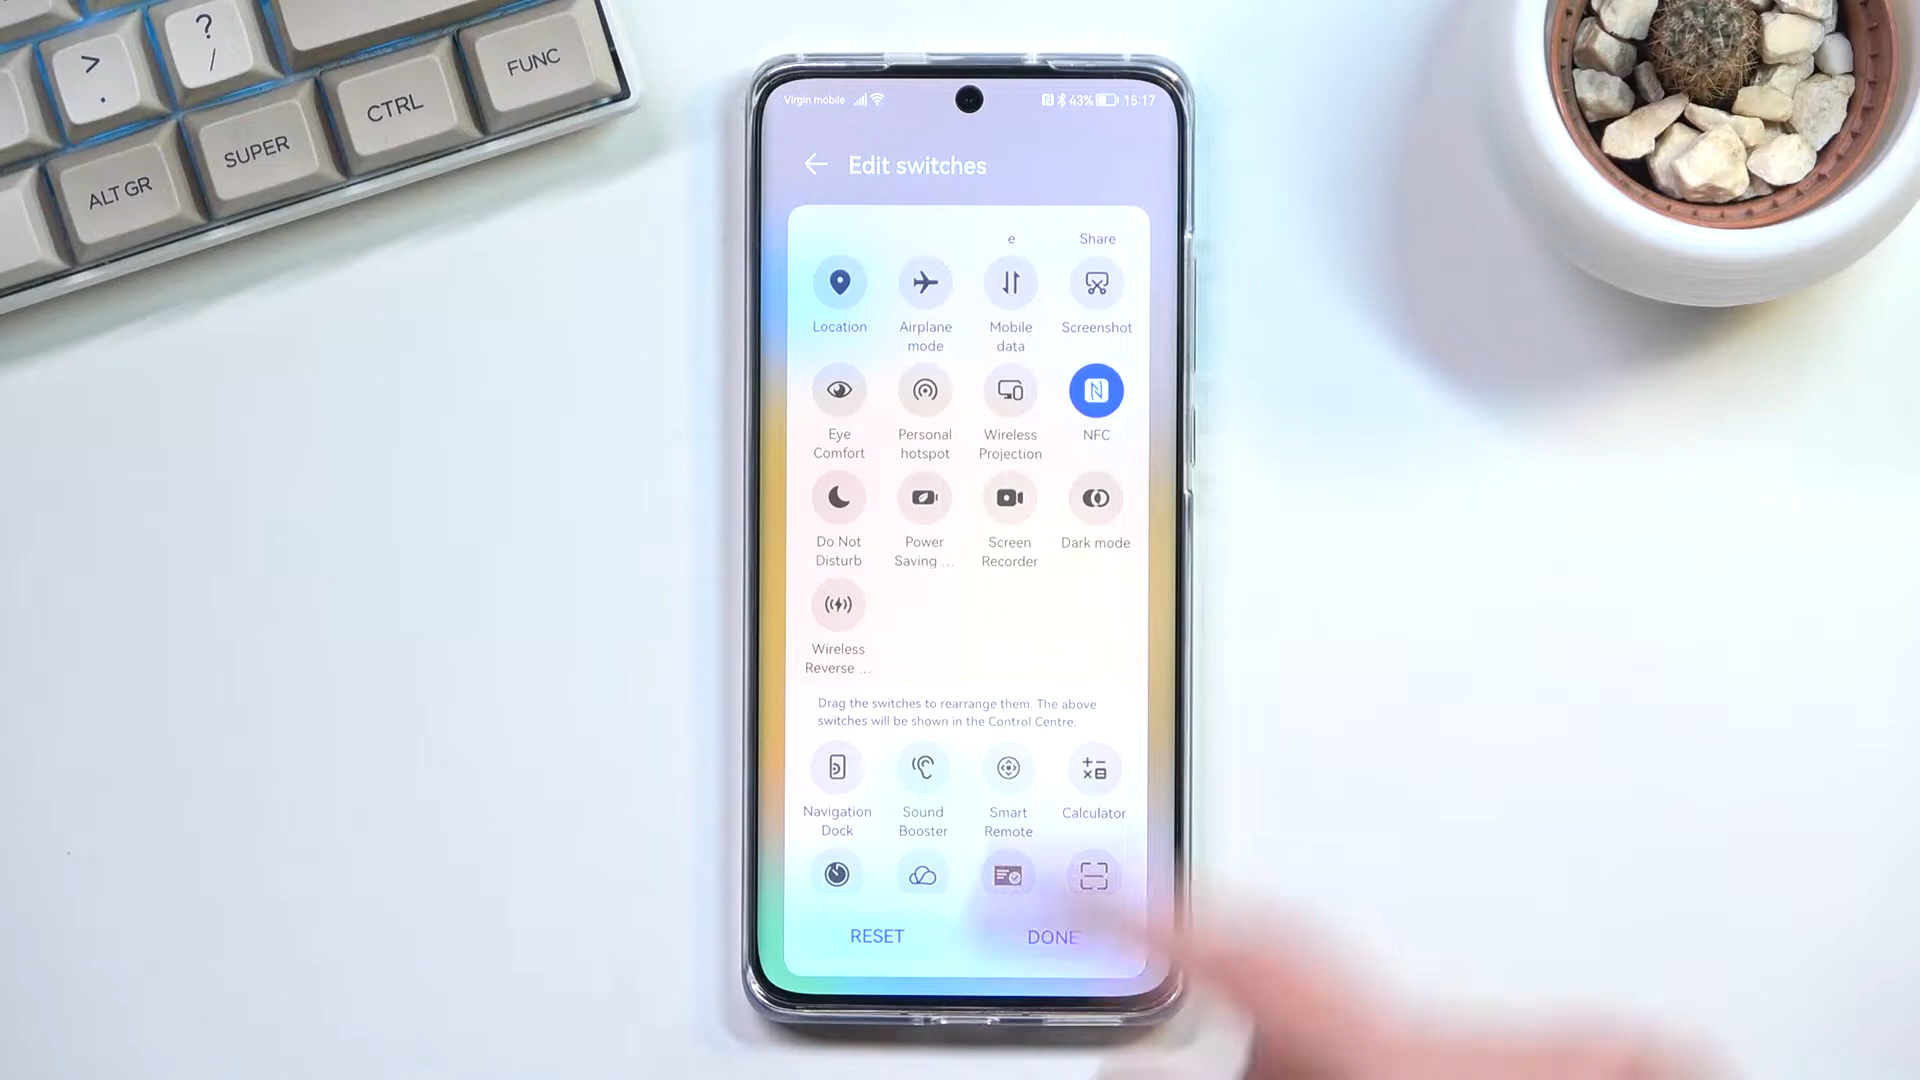 >
.
?
/
FUNC
CTRL
SUPER
ALT GR
Virgin mobile
43%
15:17
Edit switches
e
Share
Location
Airplane
mode
Mobile
data
Screenshot
Eye
Comfort
Personal
hotspot
Wireless
Projection
NFC
Do Not
Disturb
Power
Saving ...
Screen
Recorder
Dark mode
Wireless
Reverse ...
Drag the switches to rearrange them. The above
switches will be shown in the Control Centre.
Navigation
Dock
Sound
Booster
Smart
Remote
Calculator
RESET
DONE